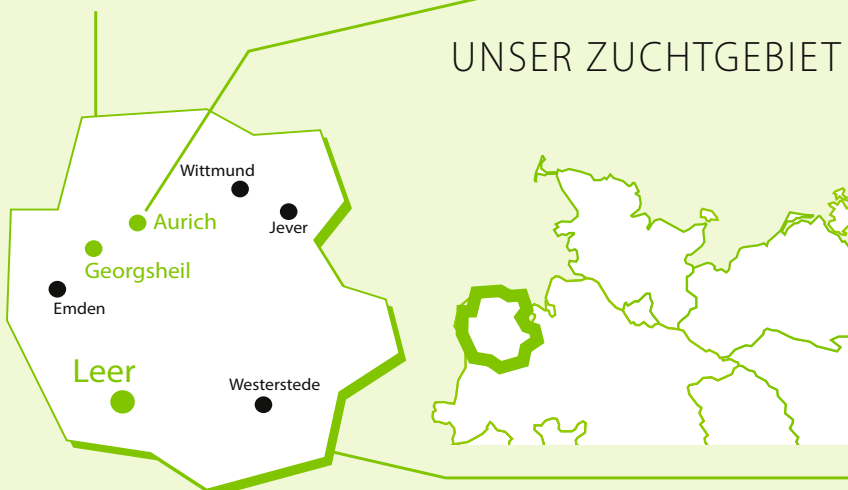 UNSER ZUCHTGEBIET
Wittmund
Aurich
Jever
Georgsheil
Emden
Leer
Westerstede